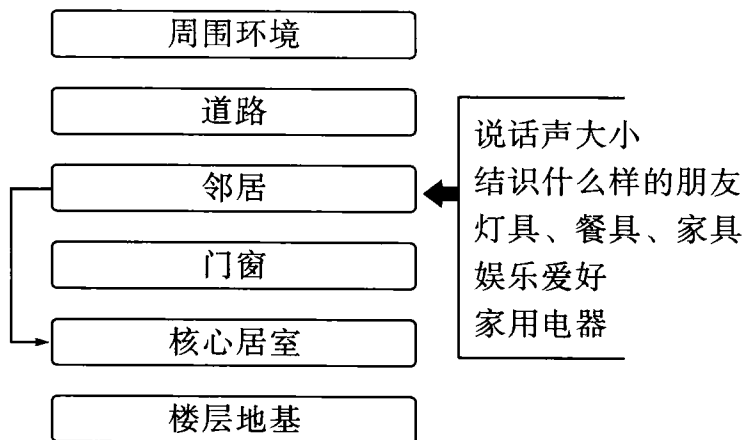 周围环境
道路
邻居
门窗
核心居室
楼层地基
说话声大小
结识什么样的朋友
灯具、餐具、家具
娱乐爱好
家用电器